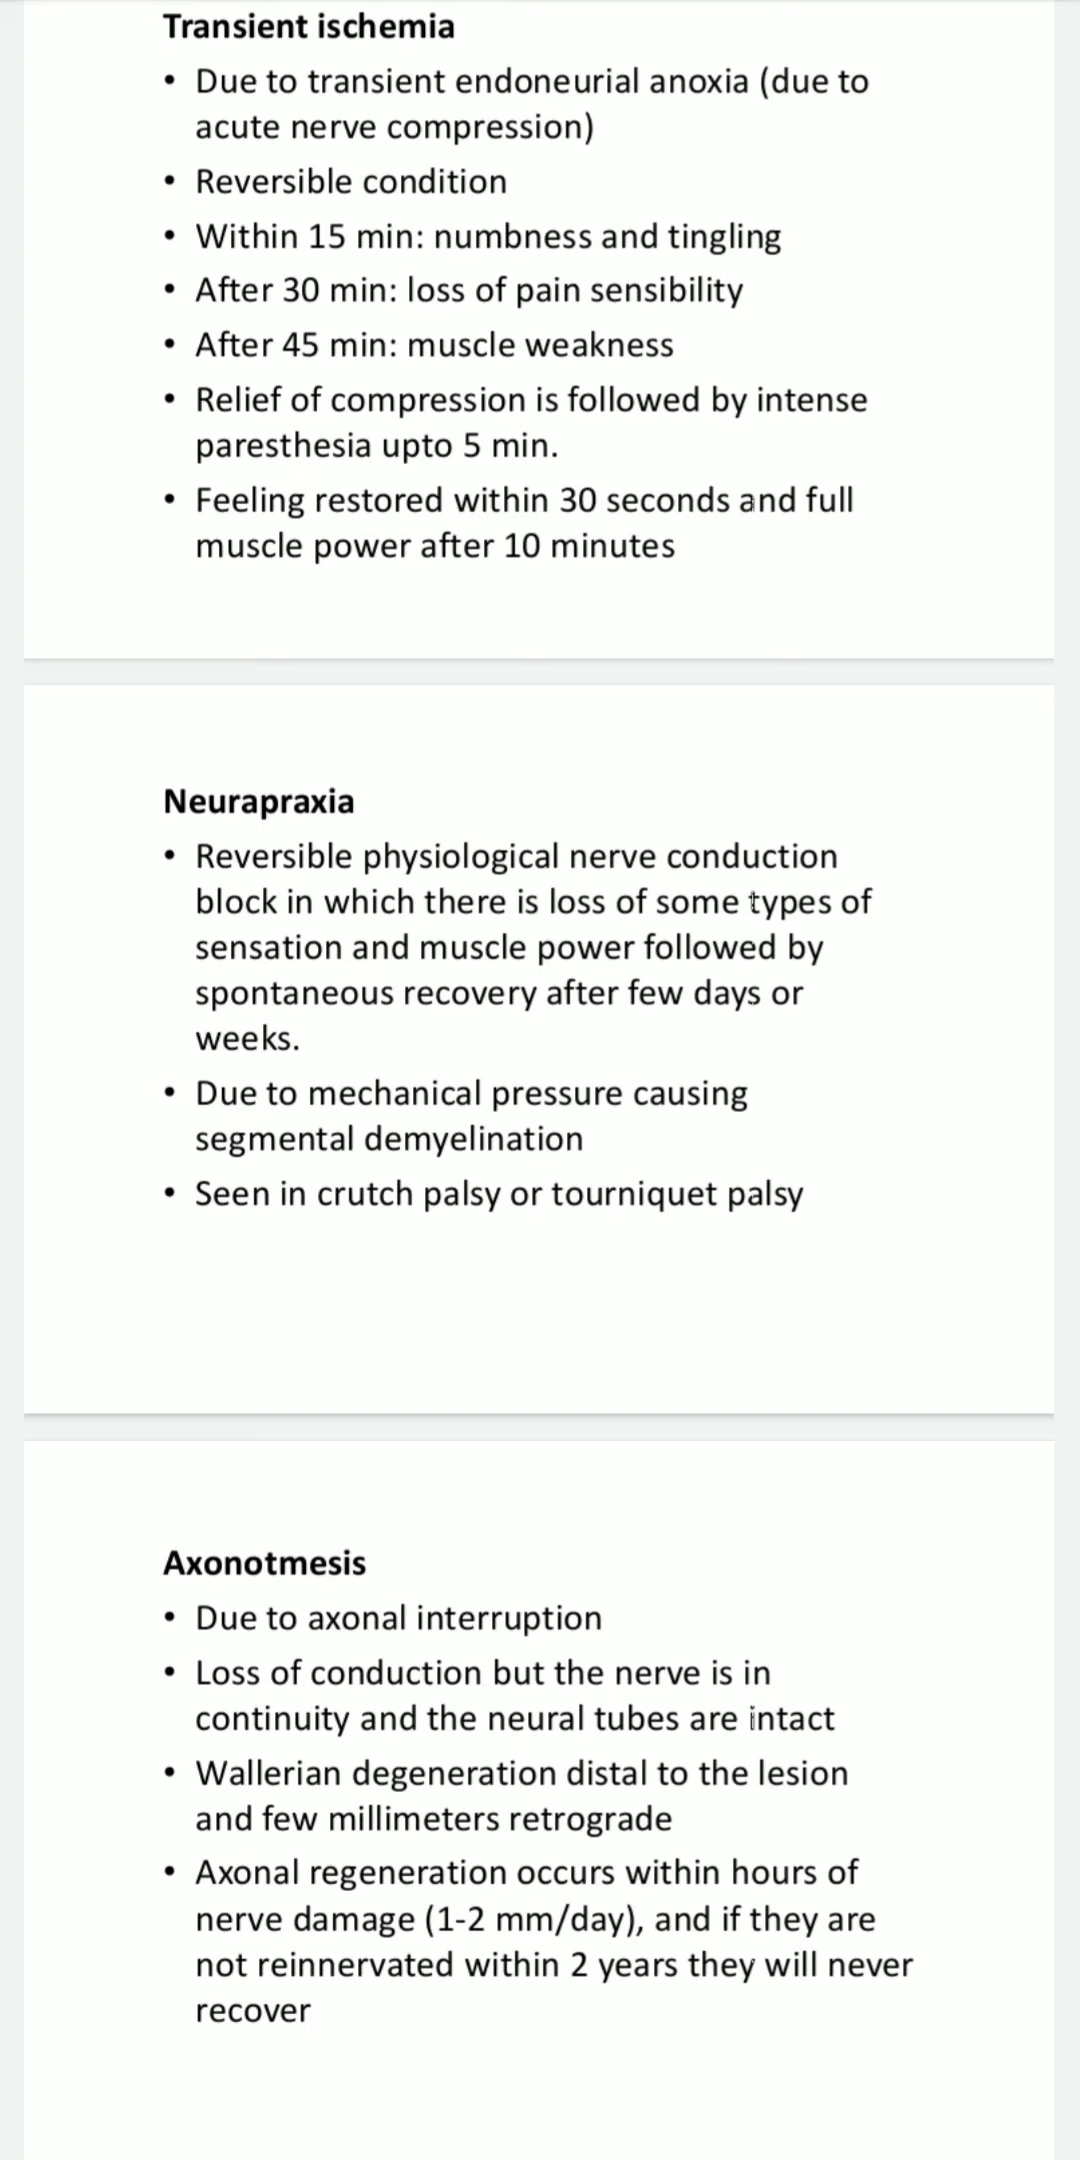 Transient ischemia
• Due to transient endoneurial anoxia (due to
acute nerve compression)
• Reversible condition
• Within 15 min: numbness and tingling
• After 30 min: loss of pain sensibility
• After 45 min: muscle weakness
• Relief of compression is followed by intense
paresthesia upto 5 min.
• Feeling restored within 30 seconds and full
muscle power after 10 minutes
Neurapraxia
• Reversible physiological nerve conduction
block in which there is loss of some types of
sensation and muscle power followed by
spontaneous recovery after few days or
weeks.
• Due to mechanical pressure causing
segmental demyelination
• Seen in crutch palsy or tourniquet palsy
Axonotmesis
• Due to axonal interruption
• Loss of conduction but the nerve is in
continuity and the neural tubes are intact
• Wallerian degeneration distal to the lesion
and few millimeters retrograde
• Axonal regeneration occurs within hours of
nerve damage (1-2 mm/day), and if they are
not reinnervated within 2 years they will never
recover